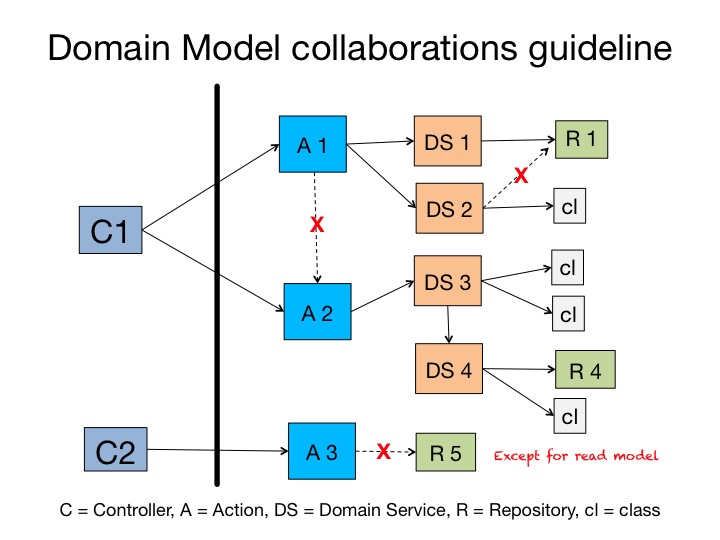 Domain Model collaborations guideline
A 1
DS 1
R 1
X
DS 2
cl
C1
X
cl
DS 3
A 2
cl
DS 4
R 4
cl
C2
A 3
X
R 5
Except for read model
C = Controller, A = Action, DS = Domain Service, R = Repository, cl = class